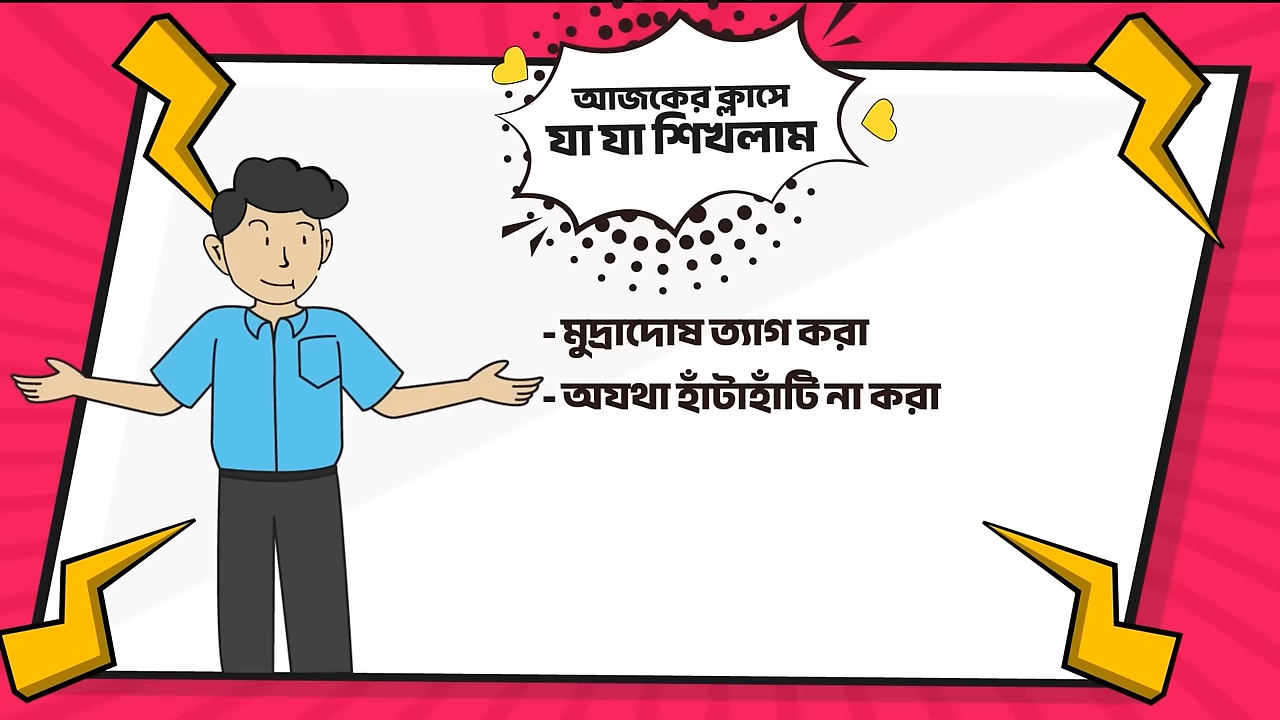 আজকের ক্লাসে
যা যা শিখলাম
- মুদ্রাদোষ ত্যাগ করা
- অযথা হাঁটাহাঁটি না করা